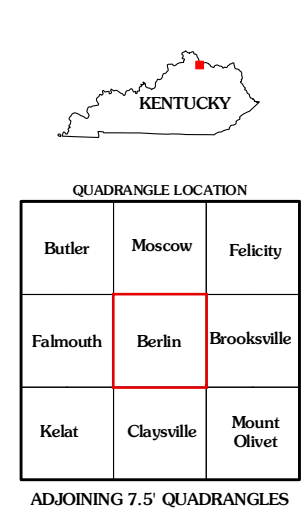 KENTUCKY
QUADRANGLE LOCATION
Butler Moscow Felicity
Falmouth Berlin Brooksville
Kelat Claysville Mount
Olivet
ADJOINING 7.5' QUADRANGLES